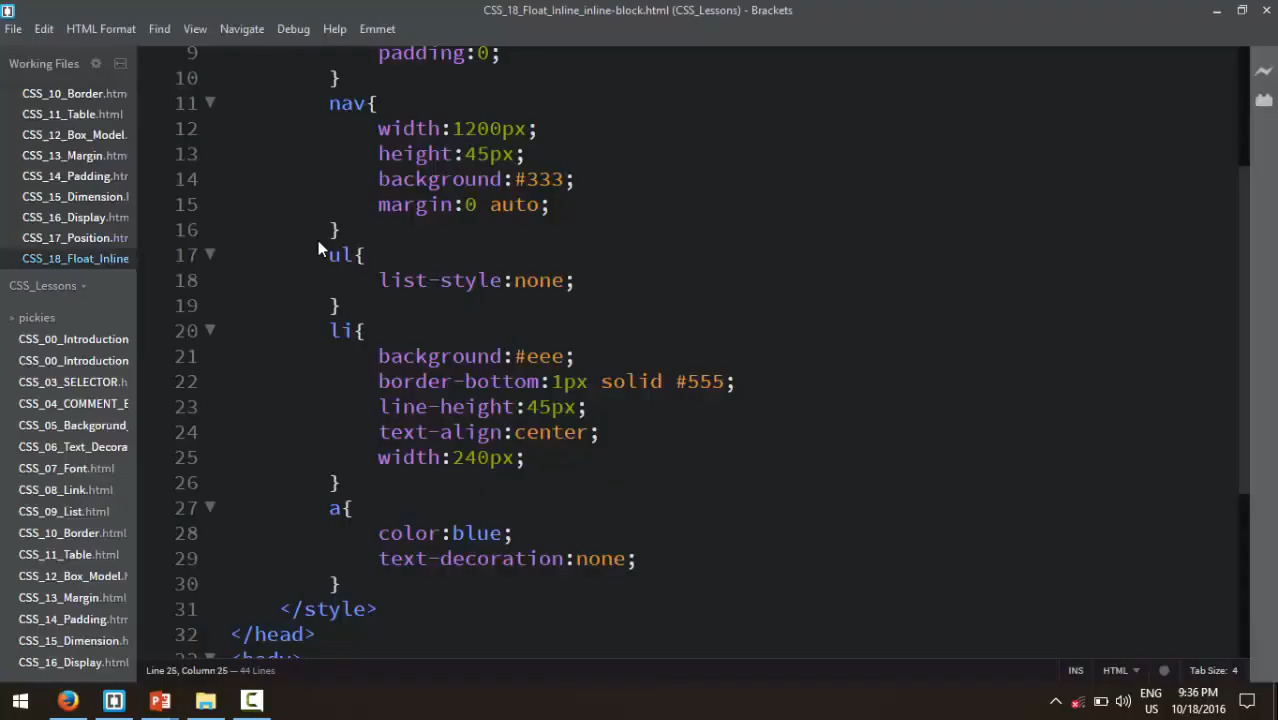 CSS_18_Float_Inline_inline-block.html (CSS_Lessons) - Brackets
File Edit View Navigate Debug Help Emmet HTML Format Find
Working Files
CSS_10_Border.htm
CSS_11_Table.html
CSS_12_Box_Model.
CSS_13_Margin.htm
CSS_14_Padding.htr
CSS_15_Dimension.
CSS_16_Display.htm
CSS_17_Position.htr
CSS_18_Float_Inline
CSS_Lessons
pickies
CSS_00_Introduction
CSS_00_Introduction
CSS_03_SELECTOR.h
CSS_04_COMMENT_E
CSS_05_Backgorund_
CSS_06_Text_Decora
CSS_07_Font.html
CSS_08_Link.html
CSS_09_List.html
CSS_10_Border.html
CSS_11_Table.html
CSS_12_Box_Model.
CSS_13_Margin.html
CSS_14_Padding.htm
CSS_15_Dimension.h
CSS_16_Display.html
9 padding:0;
10 }
11 nav{
12 width:1200px;
13 height:45px;
14 background:#333;
15 margin:0 auto;
16 }
17 ul{
18 list-style:none;
19 }
20 li{
21 background:#eee;
22 border-bottom:1px solid #555;
23 line-height:45px;
24 text-align:center;
25 width:240px;
26 }
27 a{
28 color:blue;
29 text-decoration:none;
30 }
31 </style>
32 </head>
33 <body>
Line 25, Column 25 — 44 Lines
INS HTML Tab Size: 4
ENG 9:36 PM
US 10/18/2016